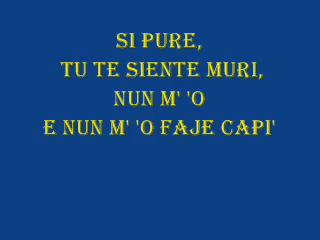 SI PURE,
TU TE SIENTE MURI,
NUN M' 'O
E NUN M' 'O FAJE CAPI'